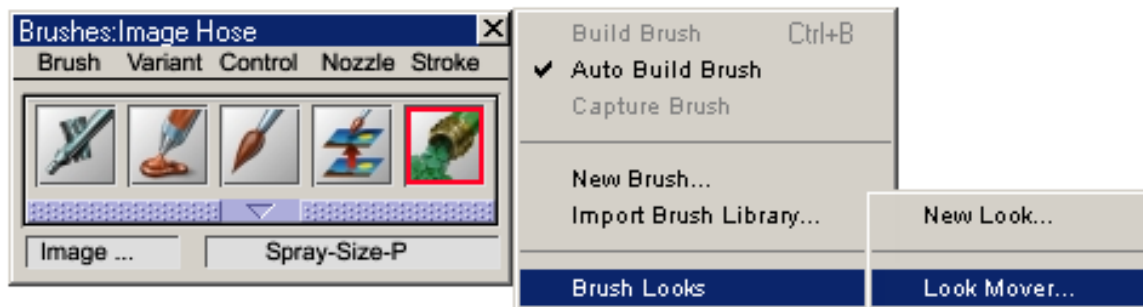 Brushes:Image Hose
Brush Variant Control Nozzle Stroke
Image ...
Spray-Size-P
Build Brush Ctrl+B
Auto Build Brush
Capture Brush
New Brush...
Import Brush Library...
Brush Looks
New Look...
Look Mover...